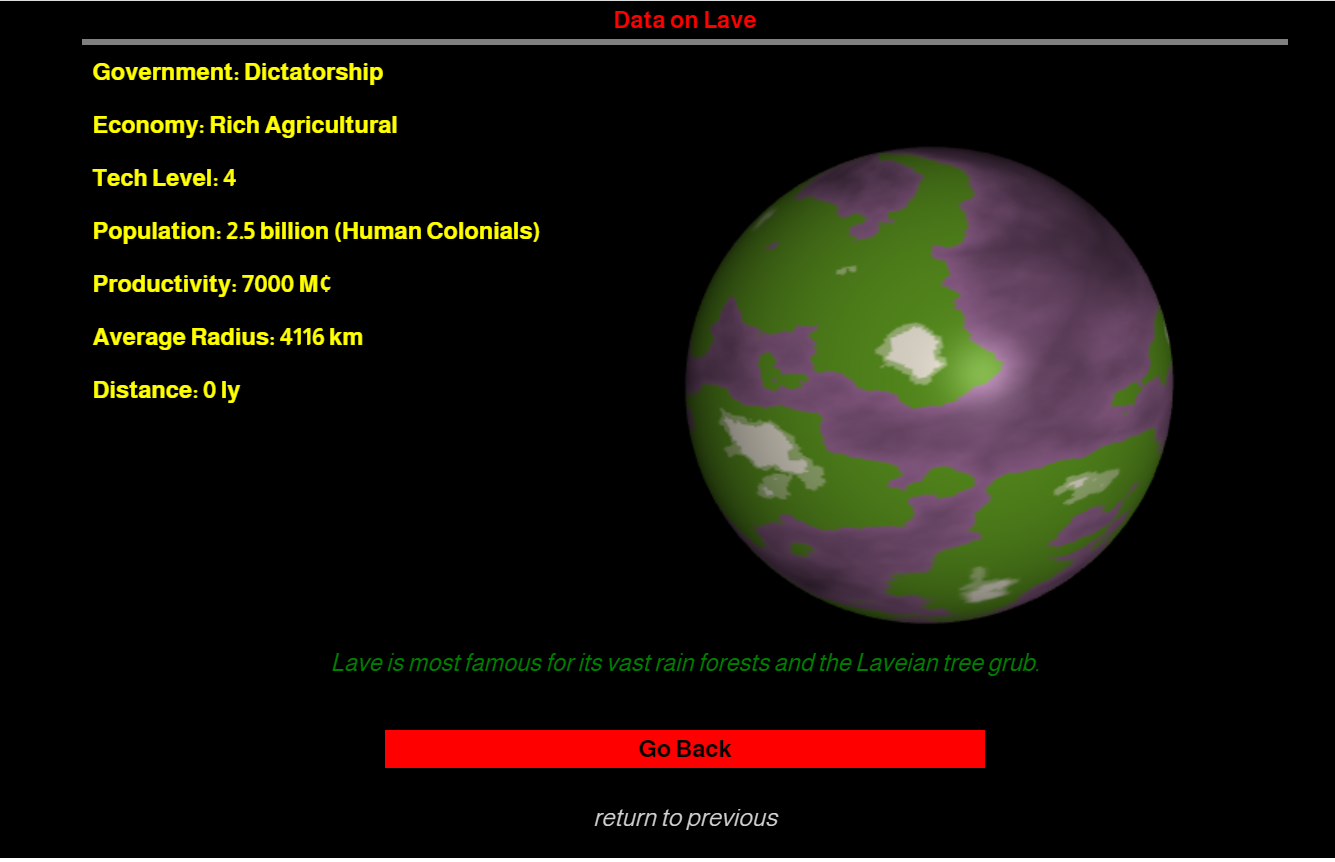 Data on Lave
Government: Dictatorship
Economy: Rich Agricultural
Tech Level: 4
Population: 2.5 billion (Human Colonials)
Productivity: 7000 M¢
Average Radius: 4116 km
Distance: 0 ly
Lave is most famous for its vast rain forests and the Laveian tree grub.
Go Back
return to previous